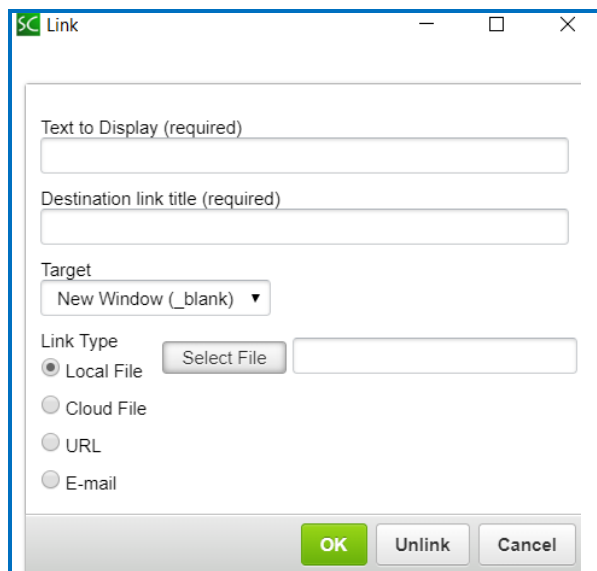 SC Link
Text to Display (required)
Destination link title (required)
Target
New Window (_blank)
Link Type
Local File Select File
Cloud File
URL
E-mail
OK Unlink Cancel